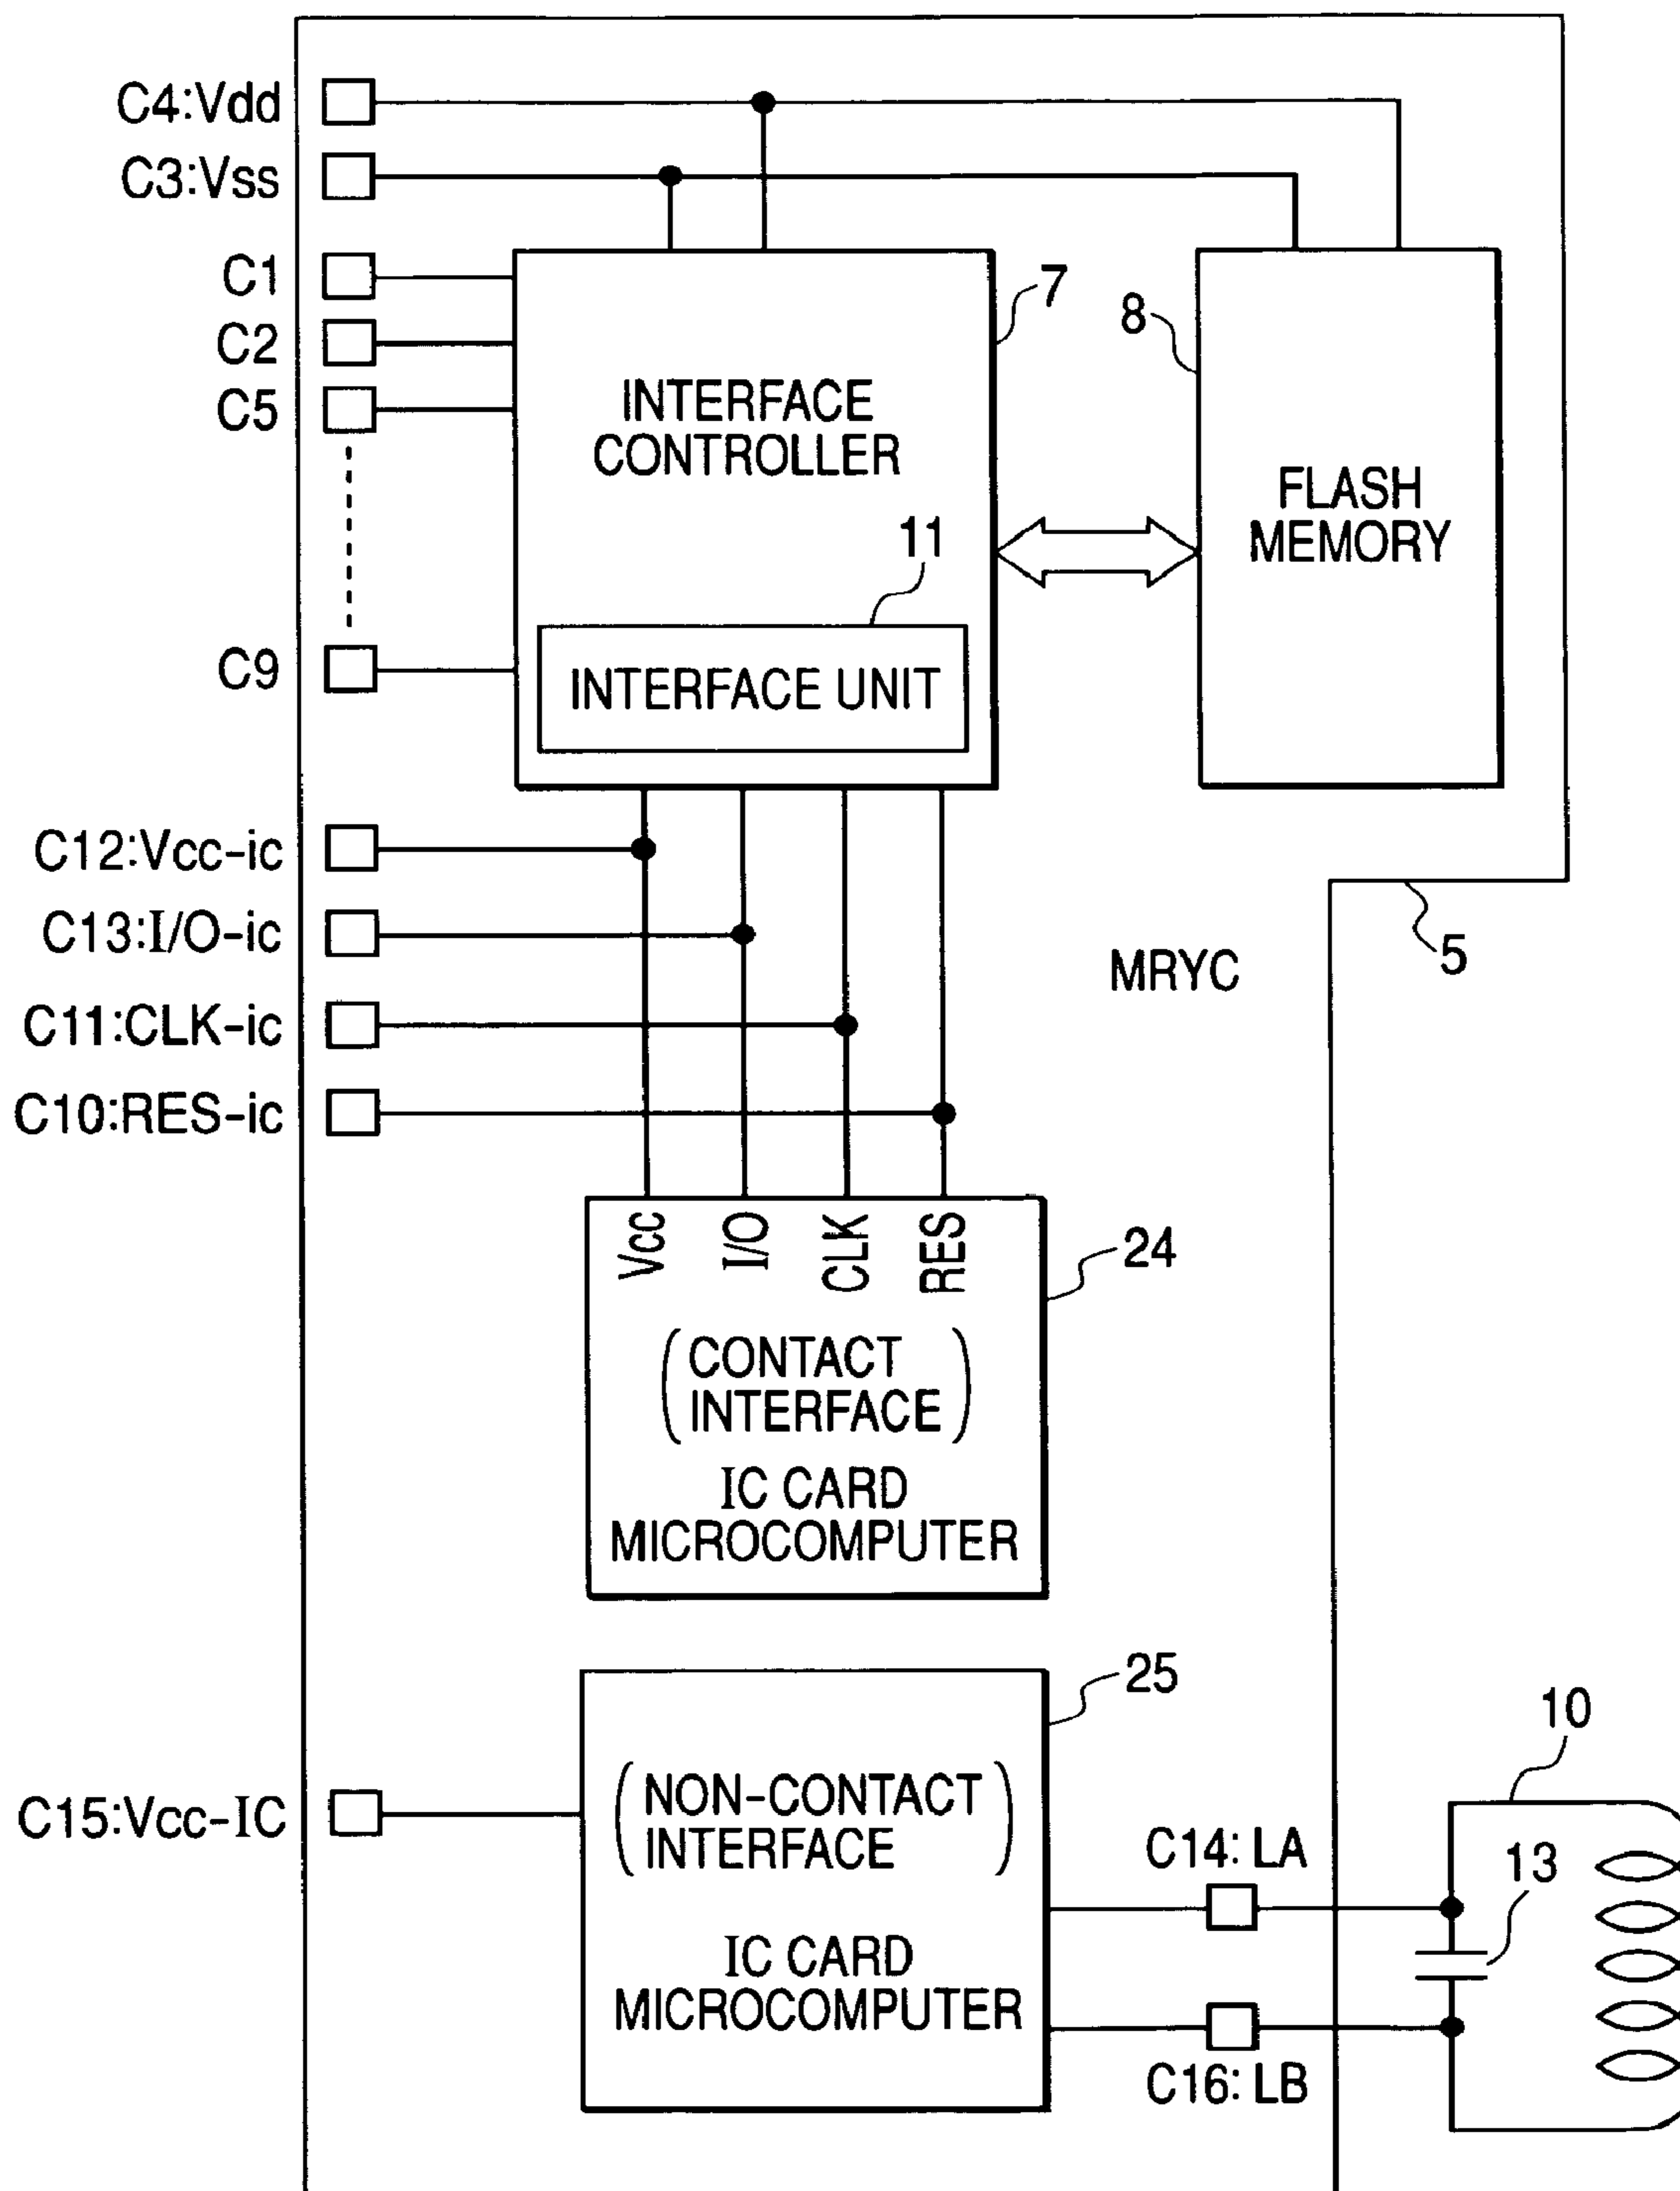 C4:Vdd
C3:Vss
C1
C2
C5
C9
7
8
INTERFACE
CONTROLLER
FLASH
MEMORY
11
INTERFACE UNIT
C12:Vcc-ic
C13:I/O-ic
C11:CLK-ic
C10:RES-ic
MRYC
5
Vcc
I/O
CLK
RES
24
(CONTACT
INTERFACE)
IC CARD
MICROCOMPUTER
25
C15:Vcc-IC
(NON-CONTACT
INTERFACE)
IC CARD
MICROCOMPUTER
10
C14: LA
13
C16: LB